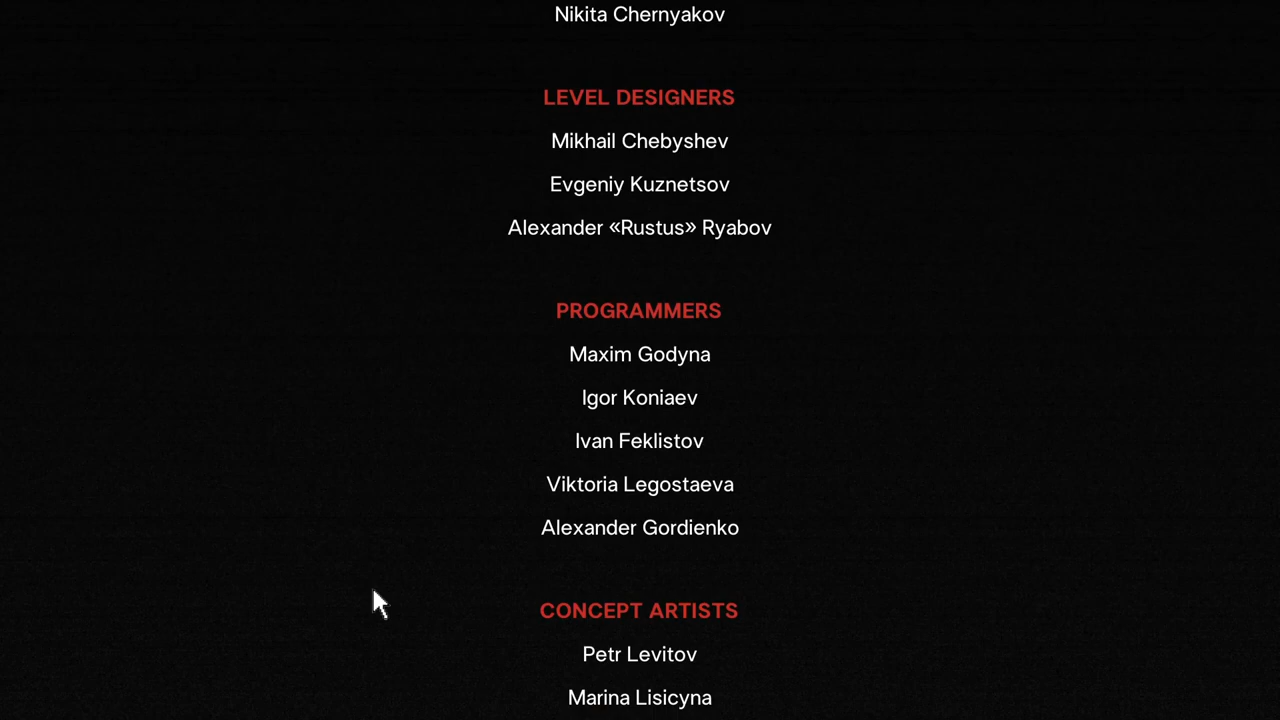 Nikita Chernyakov
LEVEL DESIGNERS
Mikhail Chebyshev
Evgeniy Kuznetsov
Alexander «Rustus» Ryabov
PROGRAMMERS
Maxim Godyna
Igor Koniaev
Ivan Feklistov
Viktoria Legostaeva
Alexander Gordienko
CONCEPT ARTISTS
Petr Levitov
Marina Lisicyna